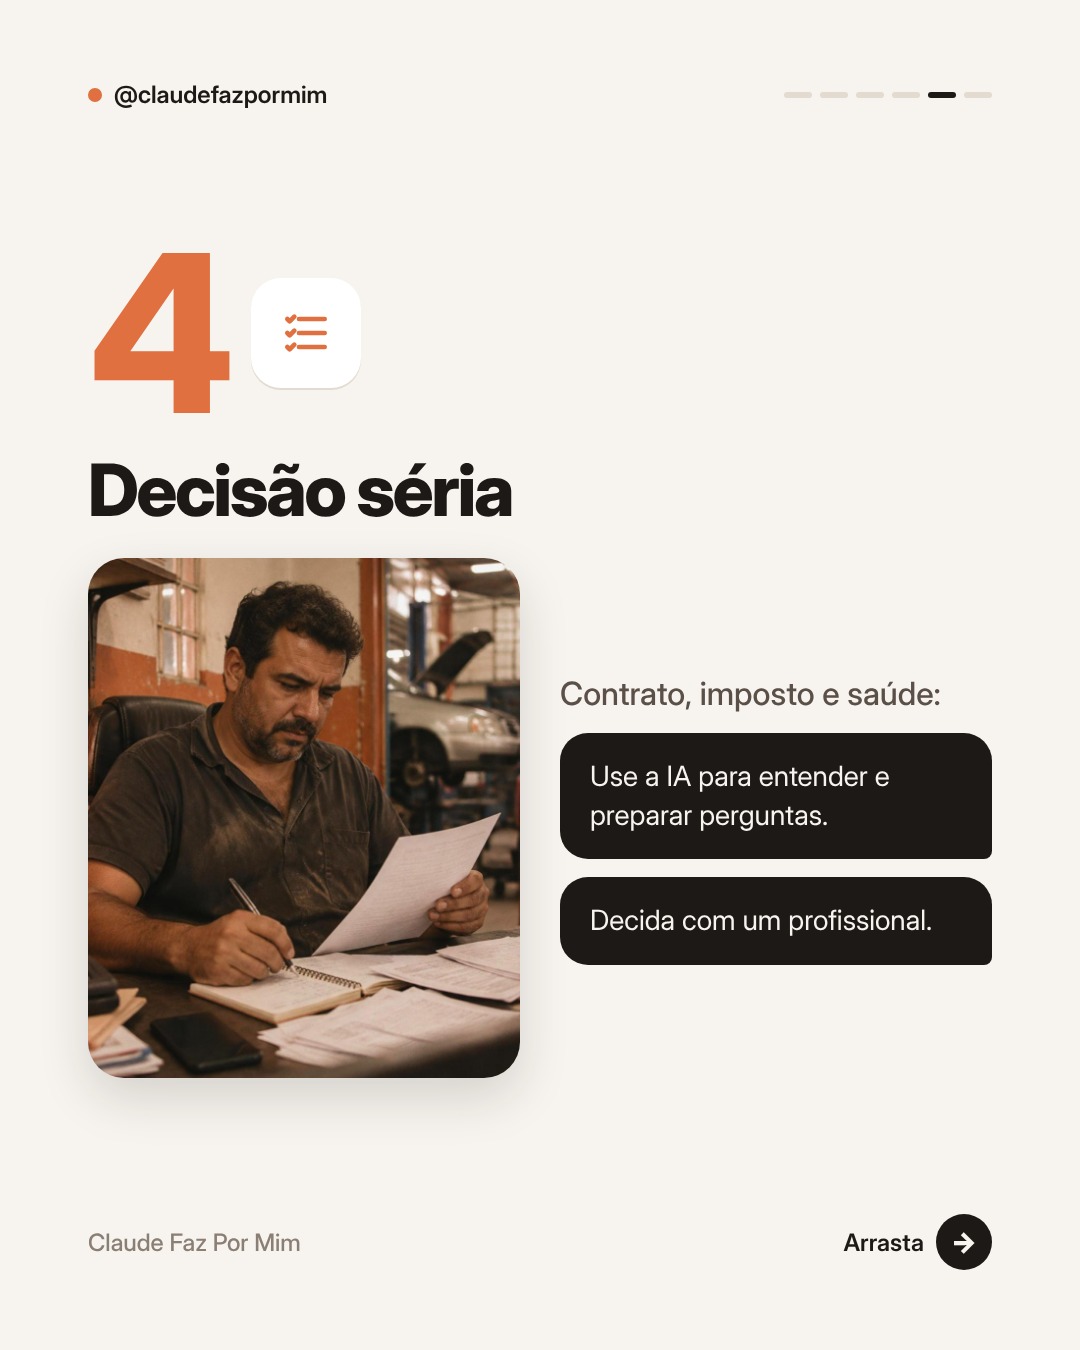 @claudefazpormim
4
Decisão séria
Contrato, imposto e saúde:
Use a IA para entender e
preparar perguntas.
Decida com um profissional.
Claude Faz Por Mim
Arrasta